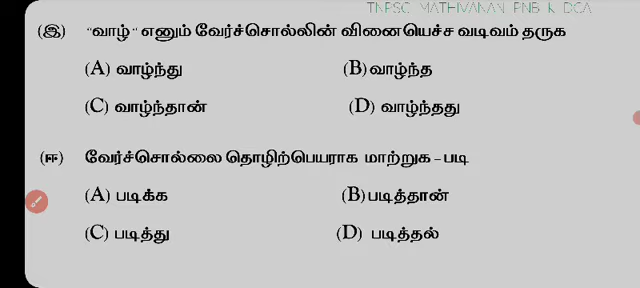 TNPSC MATHIVANAN PNB K DCA
(இ) "வாழ்" எனும் வேர்ச்சொல்லின் வினையெச்ச வடிவம் தருக
(A) வாழ்ந்து (B) வாழ்ந்த
(C) வாழ்ந்தான் (D) வாழ்ந்தது
(ஈ) வேர்ச்சொல்லை தொழிற்பெயராக மாற்றுக – படி
(A) படிக்க (B) படித்தான்
(C) படித்து (D) படித்தல்